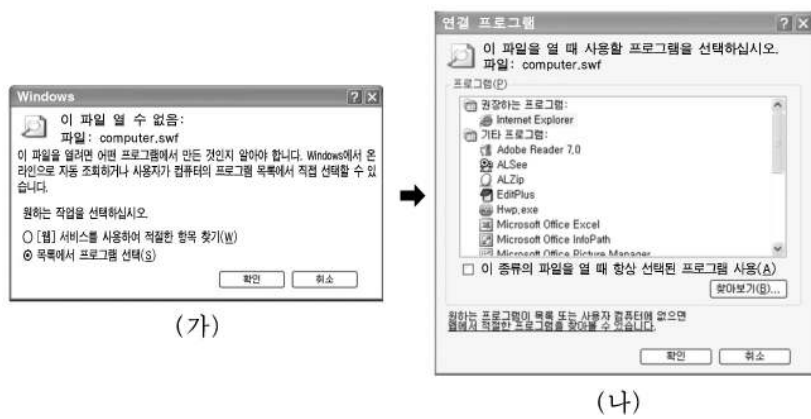 Windows
이 파일 열 수 없음:
파일: computer.swf
이 파일을 열려면 어떤 프로그램에서 만든 것인지 알아야 합니다. Windows에서 온
라인으로 자동 조회하거나 사용자가 컴퓨터의 프로그램 목록에서 직접 선택할 수 있
습니다.
원하는 작업을 선택하십시오.
[웹] 서비스를 사용하여 적절한 항목 찾기(W)
목록에서 프로그램 선택(S)
확인 취소
(가)
연결 프로그램
이 파일을 열 때 사용할 프로그램을 선택하십시오.
파일: computer.swf
프로그램(P)
권장하는 프로그램:
Internet Explorer
기타 프로그램:
Adobe Reader 7.0
ALSee
ALZip
EditPlus
Hwp.exe
Microsoft Office Excel
Microsoft Office InfoPath
Microsoft Office Picture Manager
이 종류의 파일을 열 때 항상 선택된 프로그램 사용(A)
찾아보기(B)...
원하는 프로그램이 목록 또는 사용자 컴퓨터에 없으면
웹에서 적절한 프로그램을 찾아볼 수 있습니다.
확인 취소
(나)